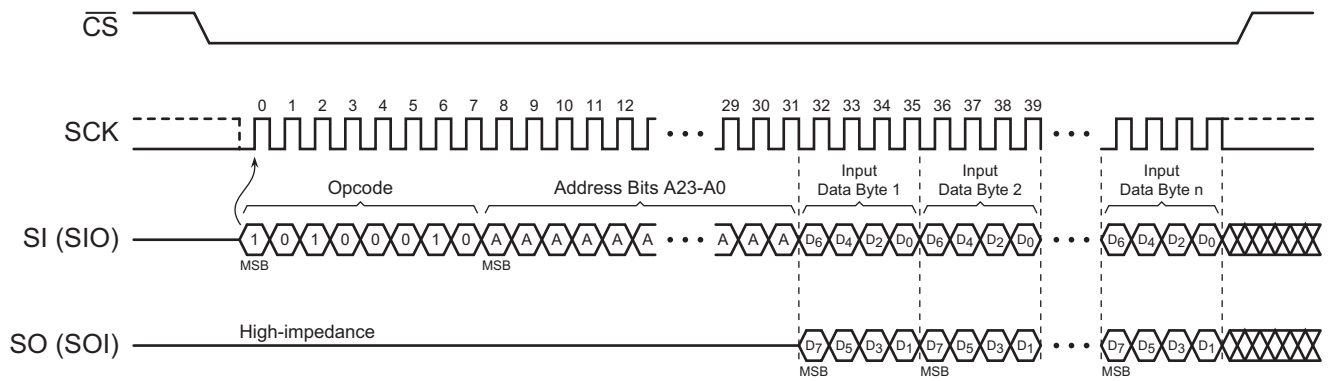 CS
0 1 2 3 4 5 6 7 8 9 10 11 12 29 30 31 32 33 34 35 36 37 38 39
SCK • • • • • •
Opcode Address Bits A23-A0 Input Data Byte 1 Input Data Byte 2 Input Data Byte n
SI (SIO) 1 0 1 0 0 0 1 0 A A A A A A • • • A A A D6 D4 D2 D0 D6 D4 D2 D0 • • • D6 D4 D2 D0
MSB MSB
High-impedance
SO (SOI) D7 D5 D3 D1 D7 D5 D3 D1 • • • D7 D5 D3 D1
MSB MSB MSB